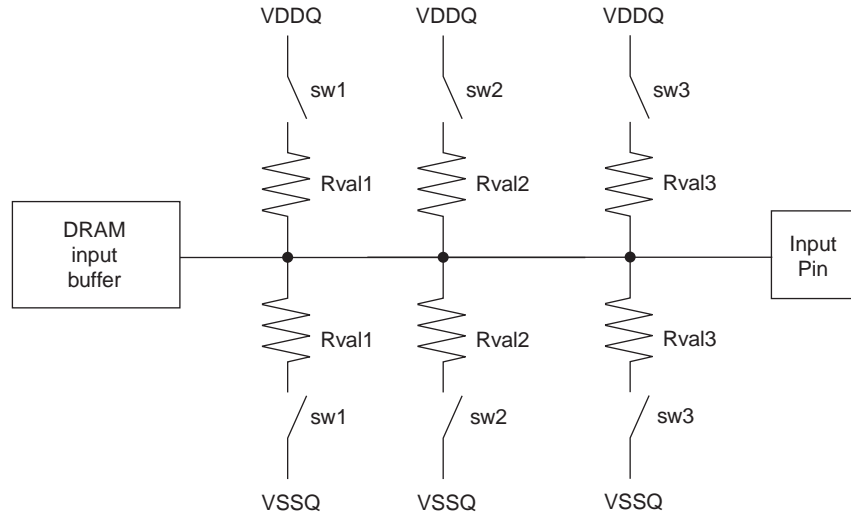 VDDQ VDDQ VDDQ
sw1 sw2 sw3
Rval1 Rval2 Rval3
DRAM
input
buffer
Input
Pin
Rval1 Rval2 Rval3
sw1 sw2 sw3
VSSQ VSSQ VSSQ